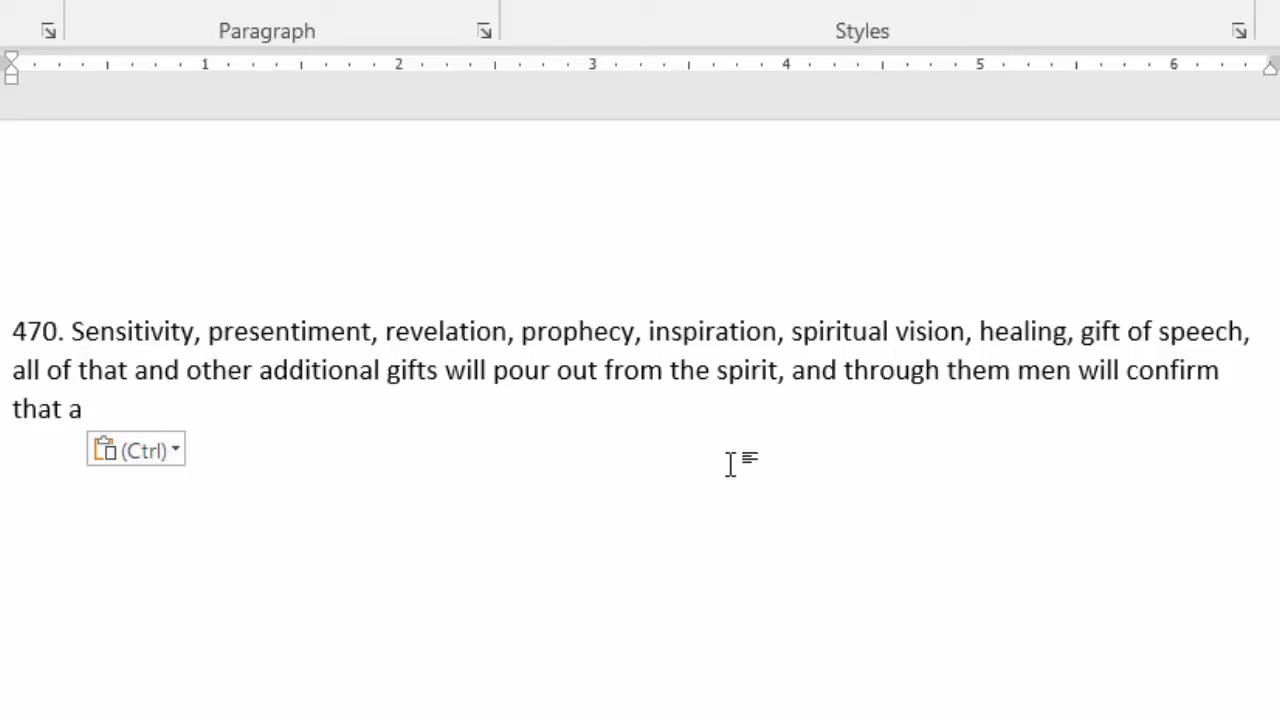 Paragraph Styles
1 2 3 4 5 6
470. Sensitivity, presentiment, revelation, prophecy, inspiration, spiritual vision, healing, gift of speech,
all of that and other additional gifts will pour out from the spirit, and through them men will confirm
that a
(Ctrl)